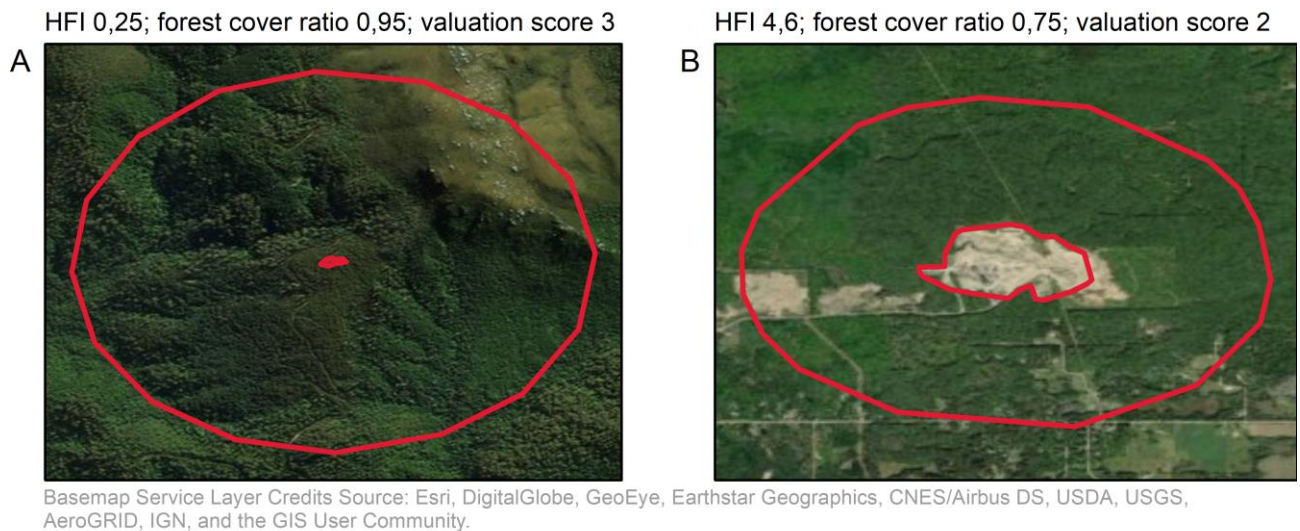 HFI 0,25; forest cover ratio 0,95; valuation score 3
HFI 4,6; forest cover ratio 0,75; valuation score 2
A
B
Basemap Service Layer Credits Source: Esri, DigitalGlobe, GeoEye, Earthstar Geographics, CNES/Airbus DS, USDA, USGS,
AeroGRID, IGN, and the GIS User Community.